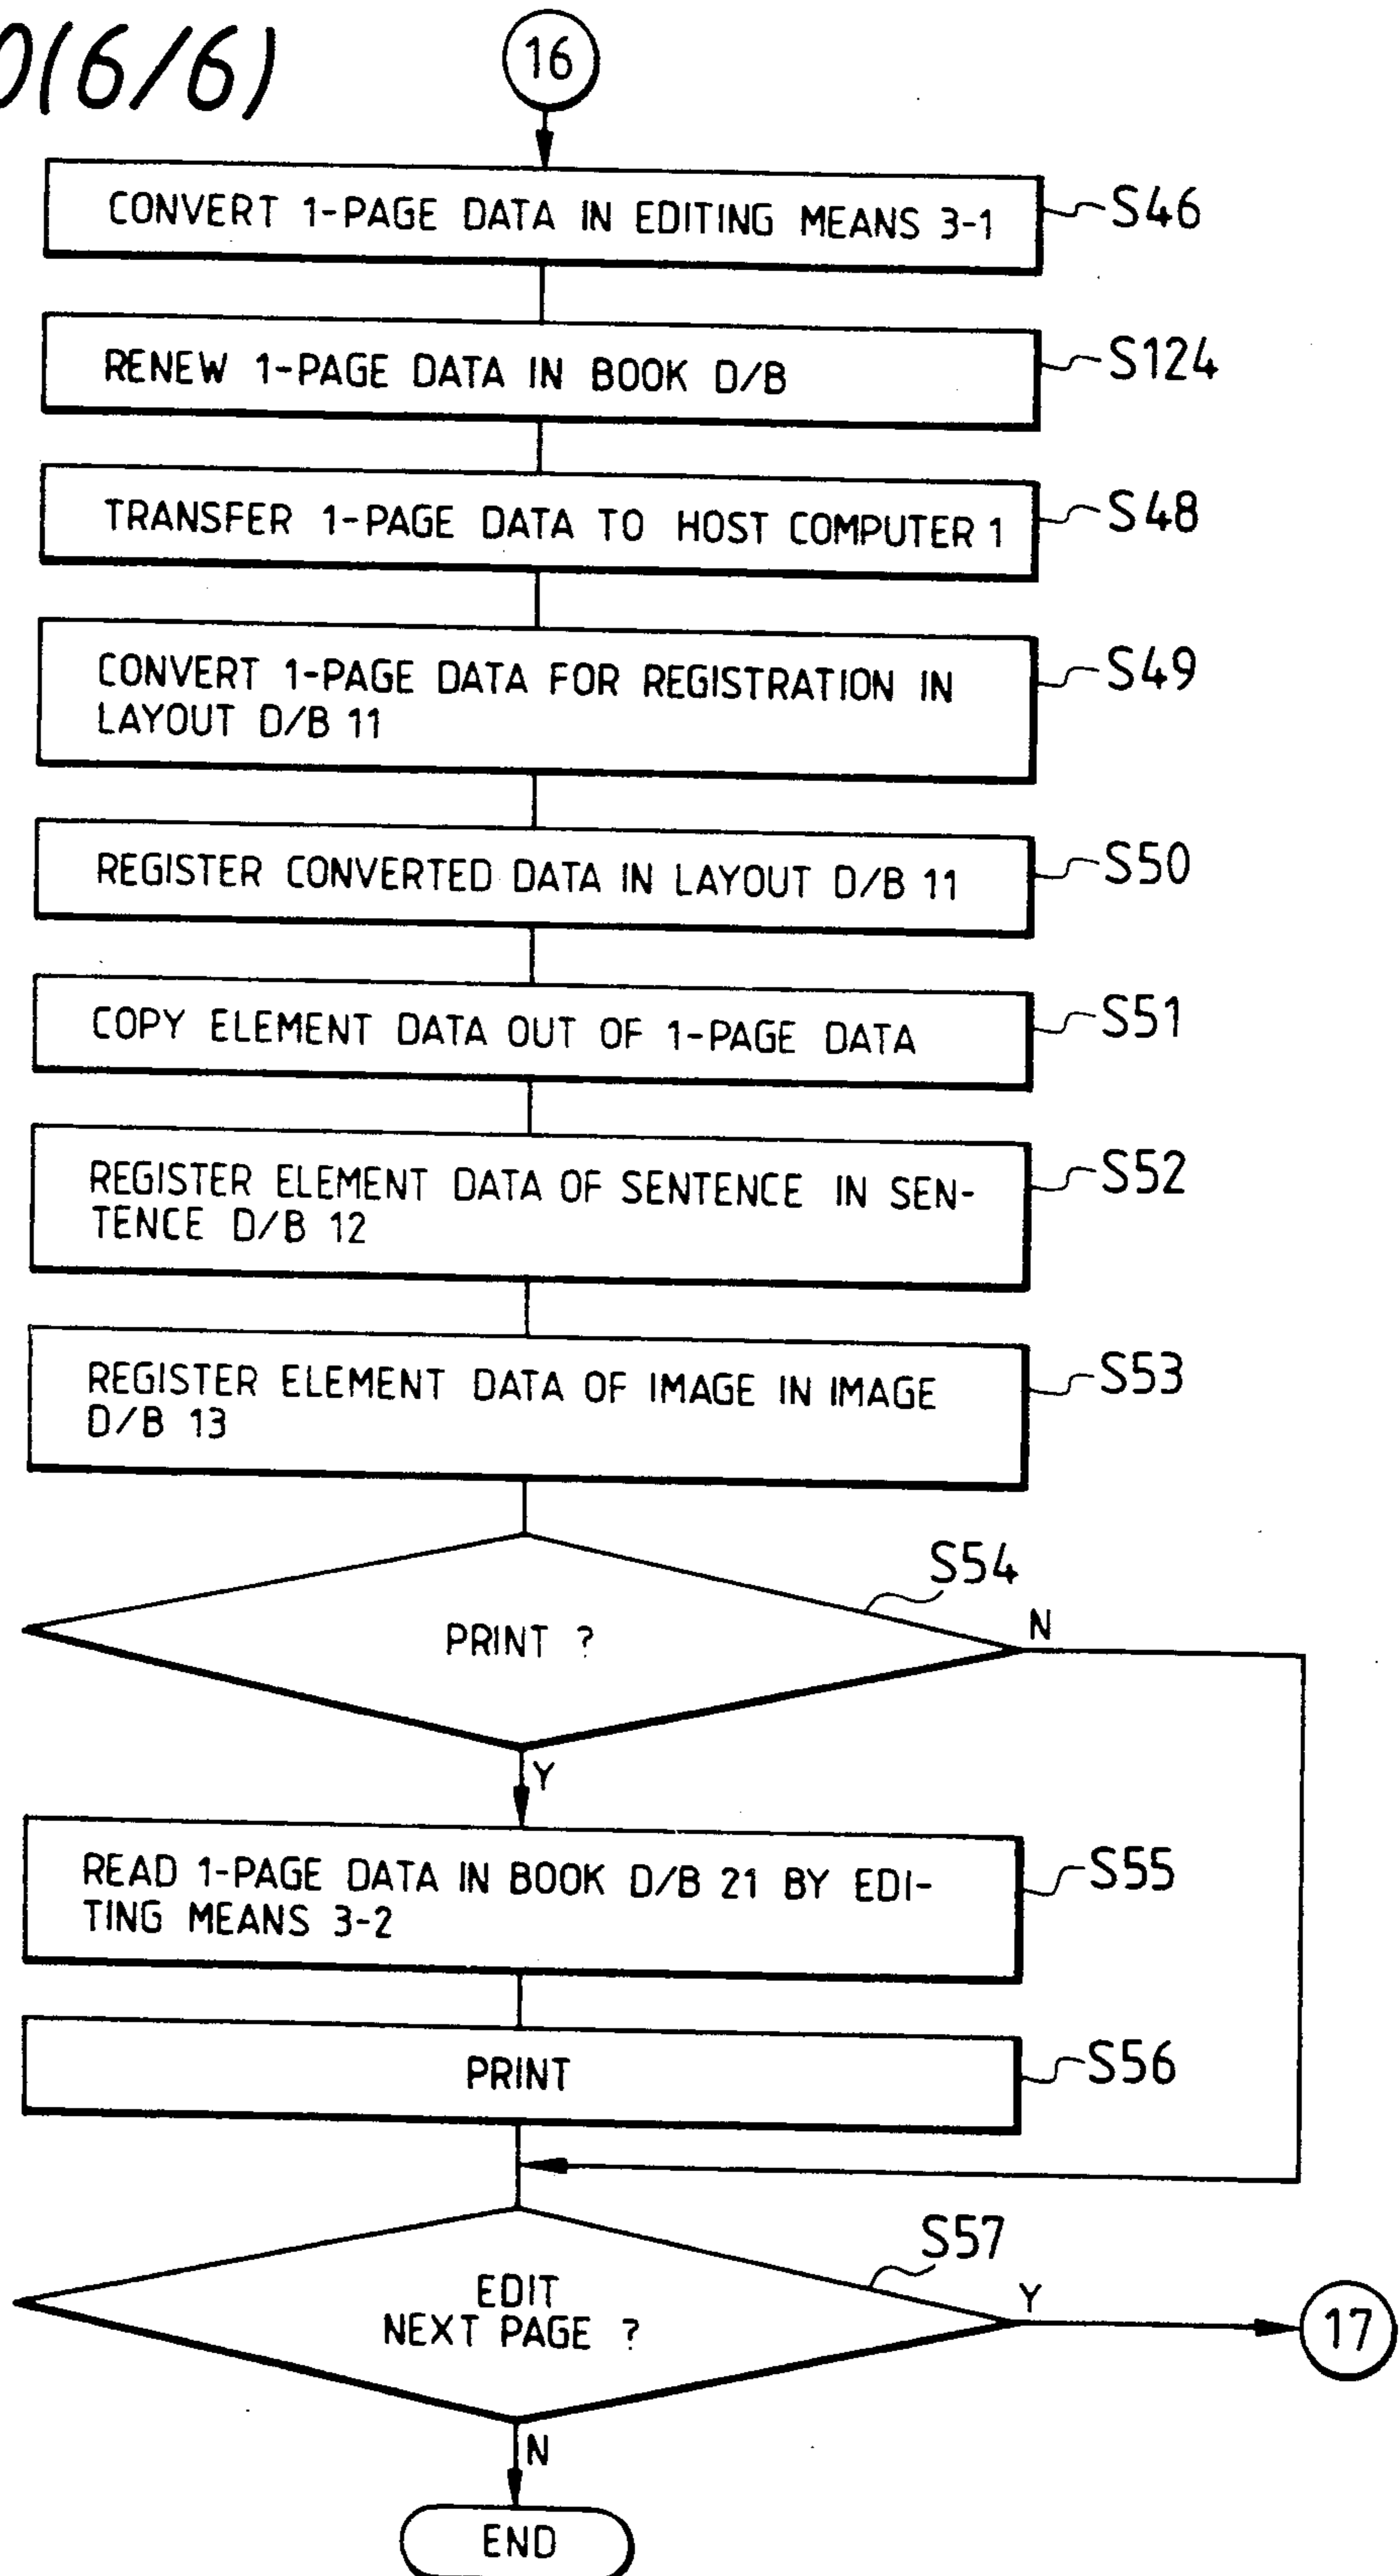 0(6/6)
16
CONVERT 1-PAGE DATA IN EDITING MEANS 3-1
S46
RENEW 1-PAGE DATA IN BOOK D/B
S124
TRANSFER 1-PAGE DATA TO HOST COMPUTER 1
S48
CONVERT 1-PAGE DATA FOR REGISTRATION IN
LAYOUT D/B 11
S49
REGISTER CONVERTED DATA IN LAYOUT D/B 11
S50
COPY ELEMENT DATA OUT OF 1-PAGE DATA
S51
REGISTER ELEMENT DATA OF SENTENCE IN SEN-
TENCE D/B 12
S52
REGISTER ELEMENT DATA OF IMAGE IN IMAGE
D/B 13
S53
S54
PRINT ?
N
Y
READ 1-PAGE DATA IN BOOK D/B 21 BY EDI-
TING MEANS 3-2
S55
PRINT
S56
S57
EDIT
NEXT PAGE ?
Y
17
N
END